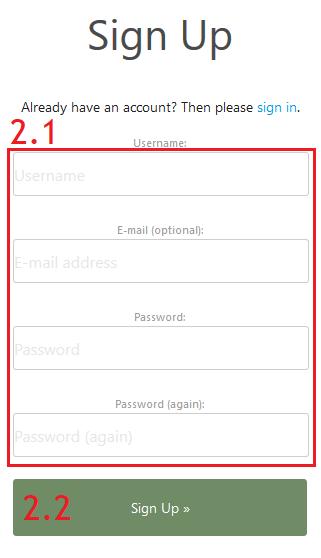 Sign Up
Already have an account? Then please sign in.
2.1
Username:
Username
E-mail (optional):
E-mail address
Password:
Password
Password (again):
Password (again)
2.2
Sign Up »